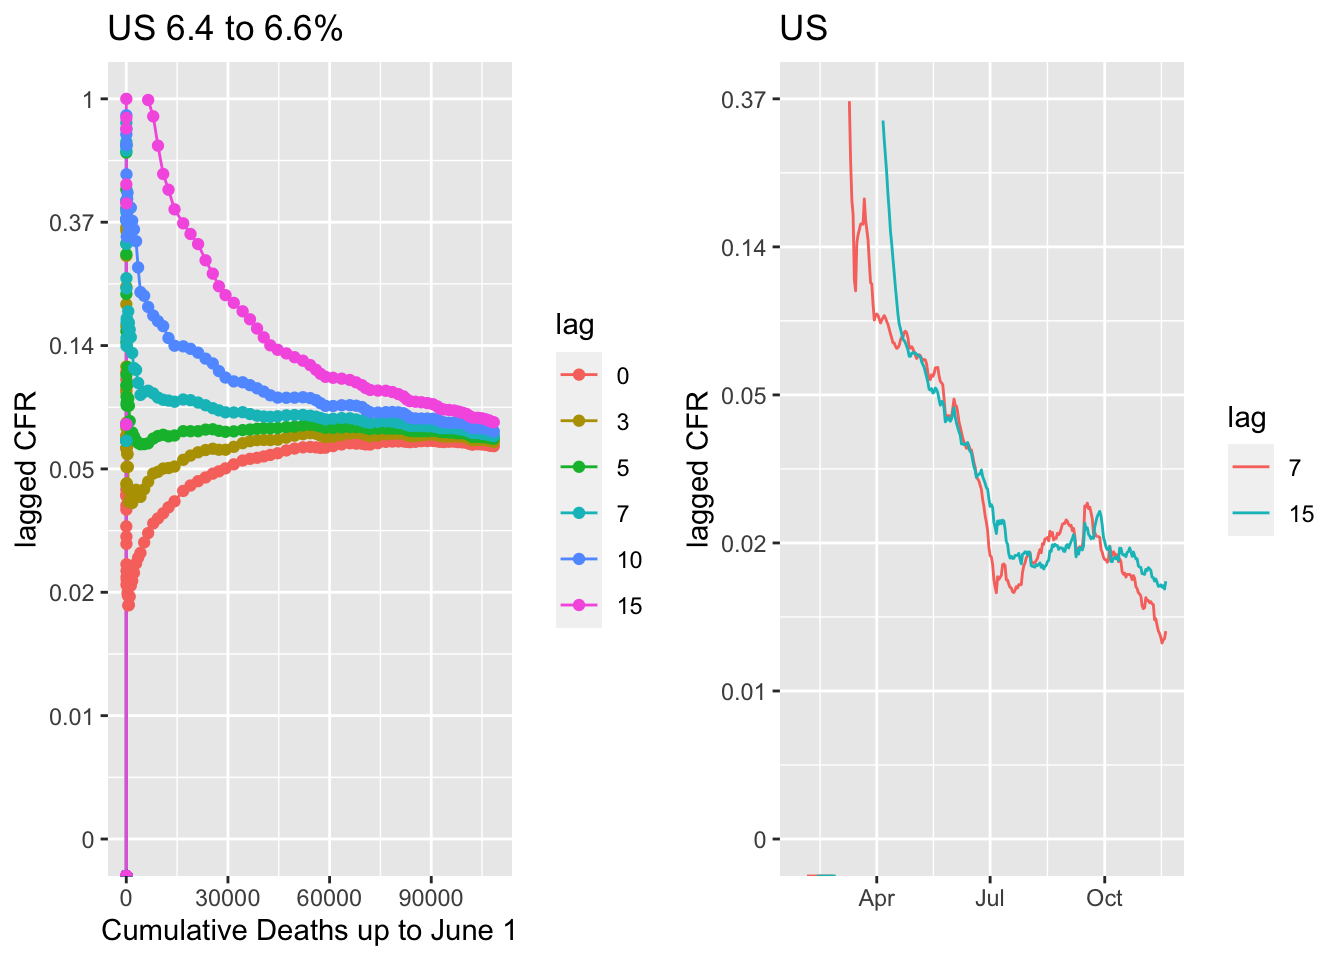 US 6.4 to 6.6%
lagged CFR
1
0.37
0.14
0.05
0.02
0.01
0
0 30000 60000 90000
Cumulative Deaths up to June 1
lag
0
3
5
7
10
15
US
lagged CFR
0.37
0.14
0.05
0.02
0.01
0
Apr Jul Oct
lag
7
15